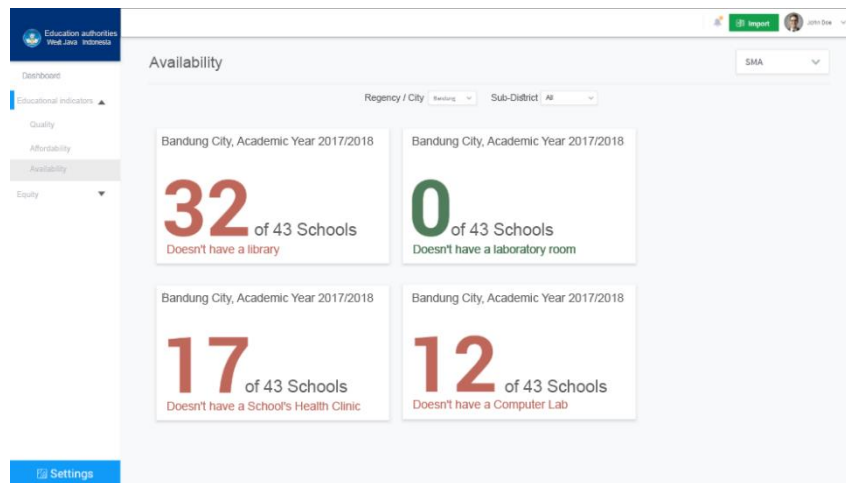 Education authorities
West Java Indonesia
Import
John Doe
Dashboard
Educational indicators
Quality
Affordability
Availability
Equity
Settings
Availability
SMA
Regency / City Bandung Sub-District All
Bandung City, Academic Year 2017/2018
32 of 43 Schools
Doesn't have a library
Bandung City, Academic Year 2017/2018
0 of 43 Schools
Doesn't have a laboratory room
Bandung City, Academic Year 2017/2018
17 of 43 Schools
Doesn't have a School's Health Clinic
Bandung City, Academic Year 2017/2018
12 of 43 Schools
Doesn't have a Computer Lab